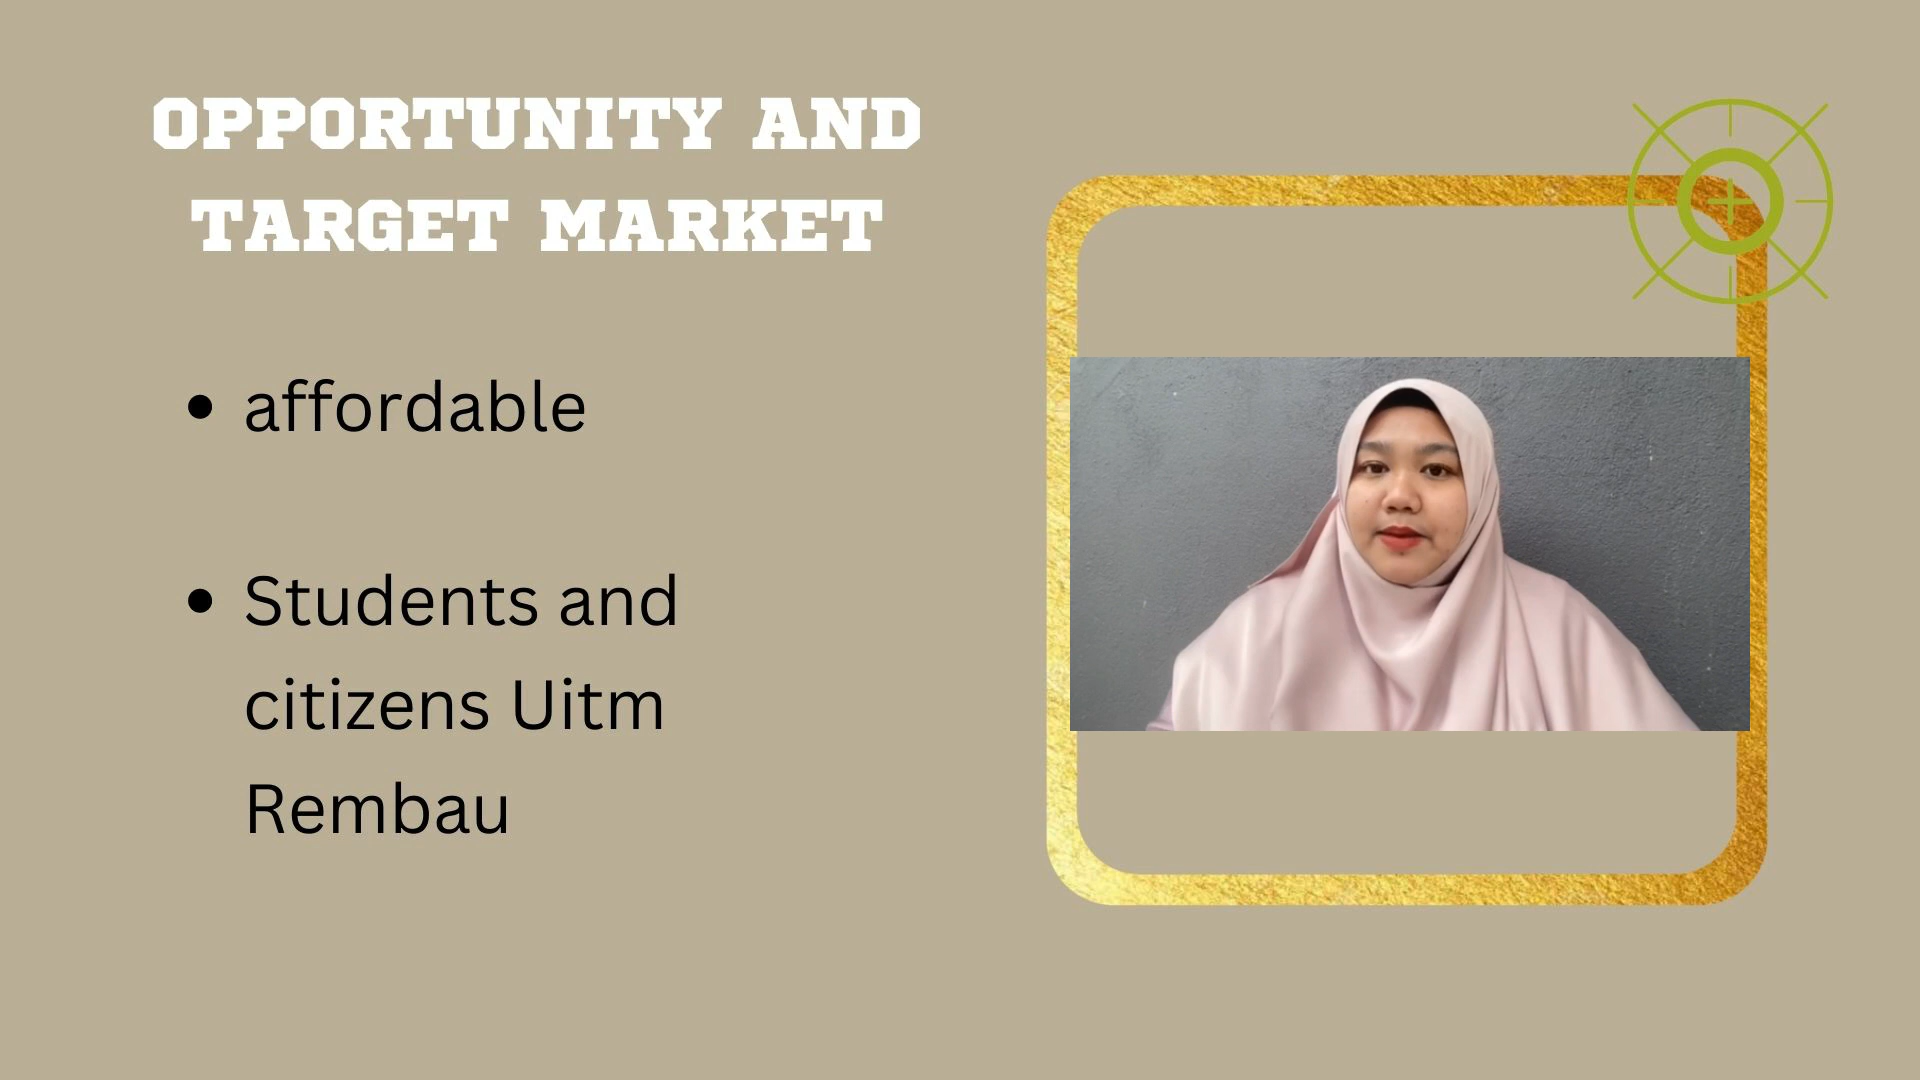 OPPORTUNITY AND
TARGET MARKET
• affordable
• Students and
citizens Uitm
Rembau